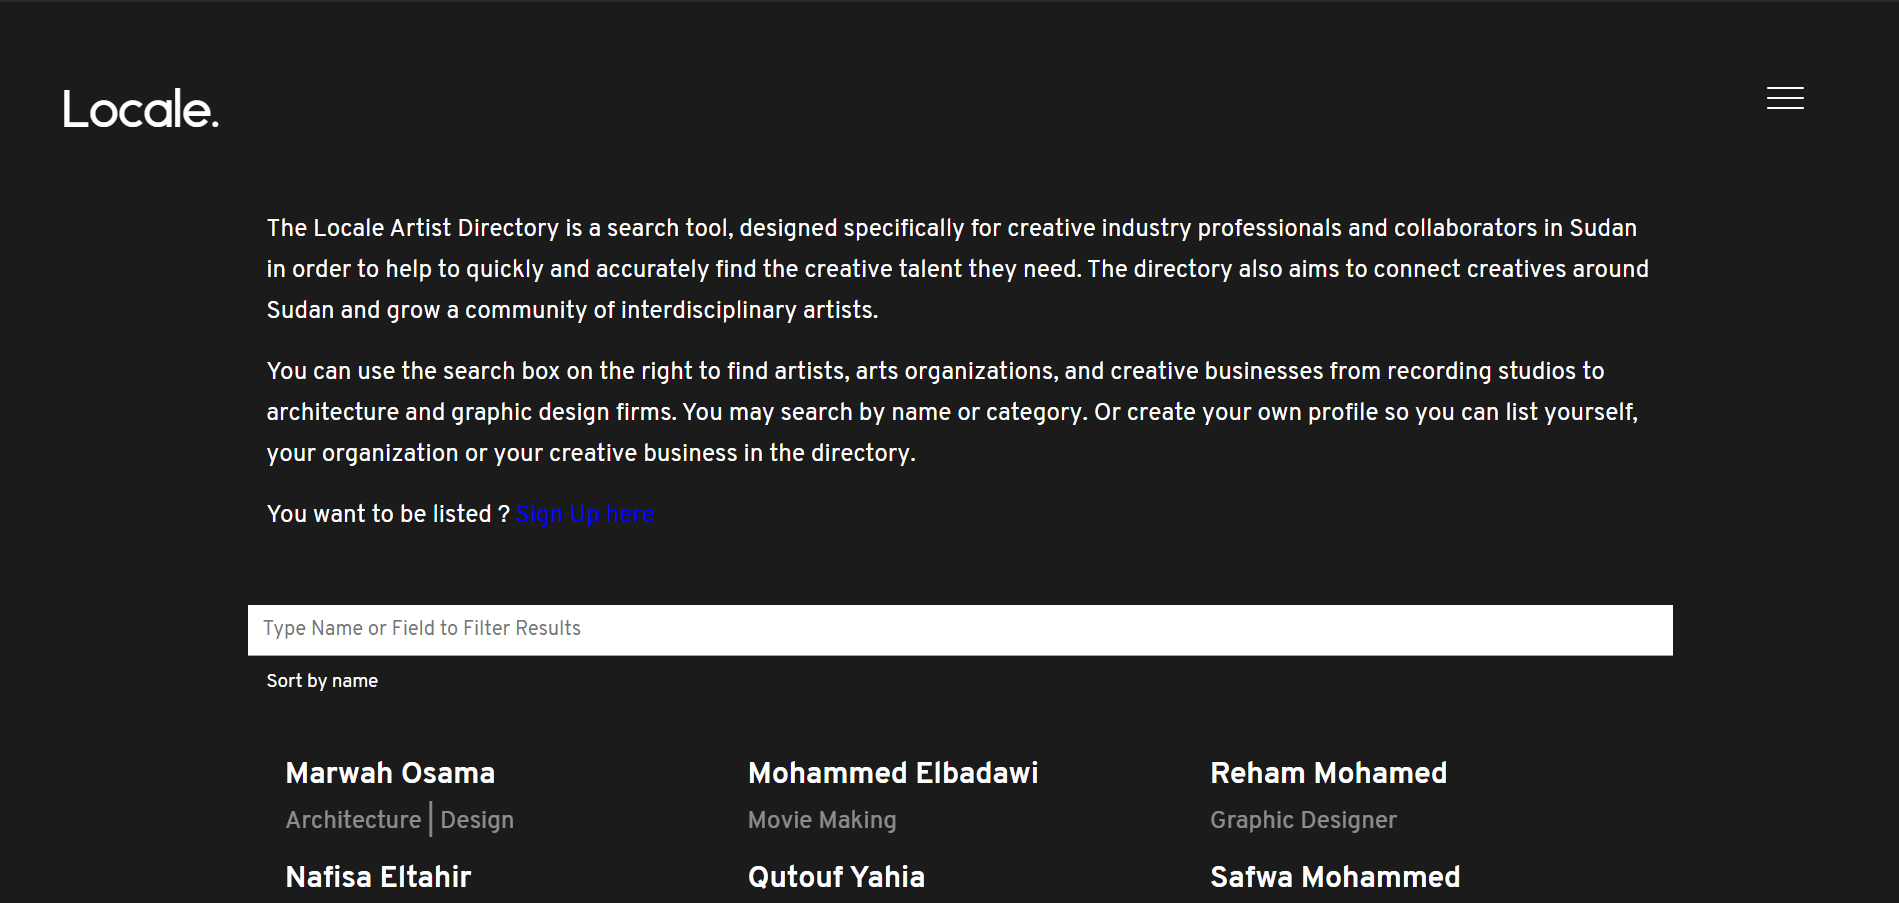 Locale.
The Locale Artist Directory is a search tool, designed specifically for creative industry professionals and collaborators in Sudan
in order to help to quickly and accurately find the creative talent they need. The directory also aims to connect creatives around
Sudan and grow a community of interdisciplinary artists.
You can use the search box on the right to find artists, arts organizations, and creative businesses from recording studios to
architecture and graphic design firms. You may search by name or category. Or create your own profile so you can list yourself,
your organization or your creative business in the directory.
You want to be listed ? Sign Up here
Type Name or Field to Filter Results
Sort by name
Marwah Osama
Architecture | Design
Mohammed Elbadawi
Movie Making
Reham Mohamed
Graphic Designer
Nafisa Eltahir
Qutouf Yahia
Safwa Mohammed